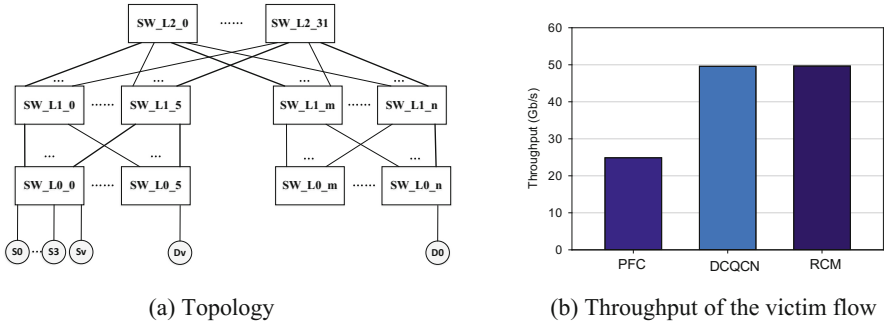 SW_L2_0 ...... SW_L2_31
... ... ... ...
SW_L1_0 ...... SW_L1_5 SW_L1_m ...... SW_L1_n
... ... ... ...
SW_L0_0 ...... SW_L0_5 SW_L0_m ...... SW_L0_n
S0 ... S3 Sv Dv D0
(a) Topology
Throughput (Gb/s)
60
50
40
30
20
10
0
PFC DCQCN RCM
(b) Throughput of the victim flow